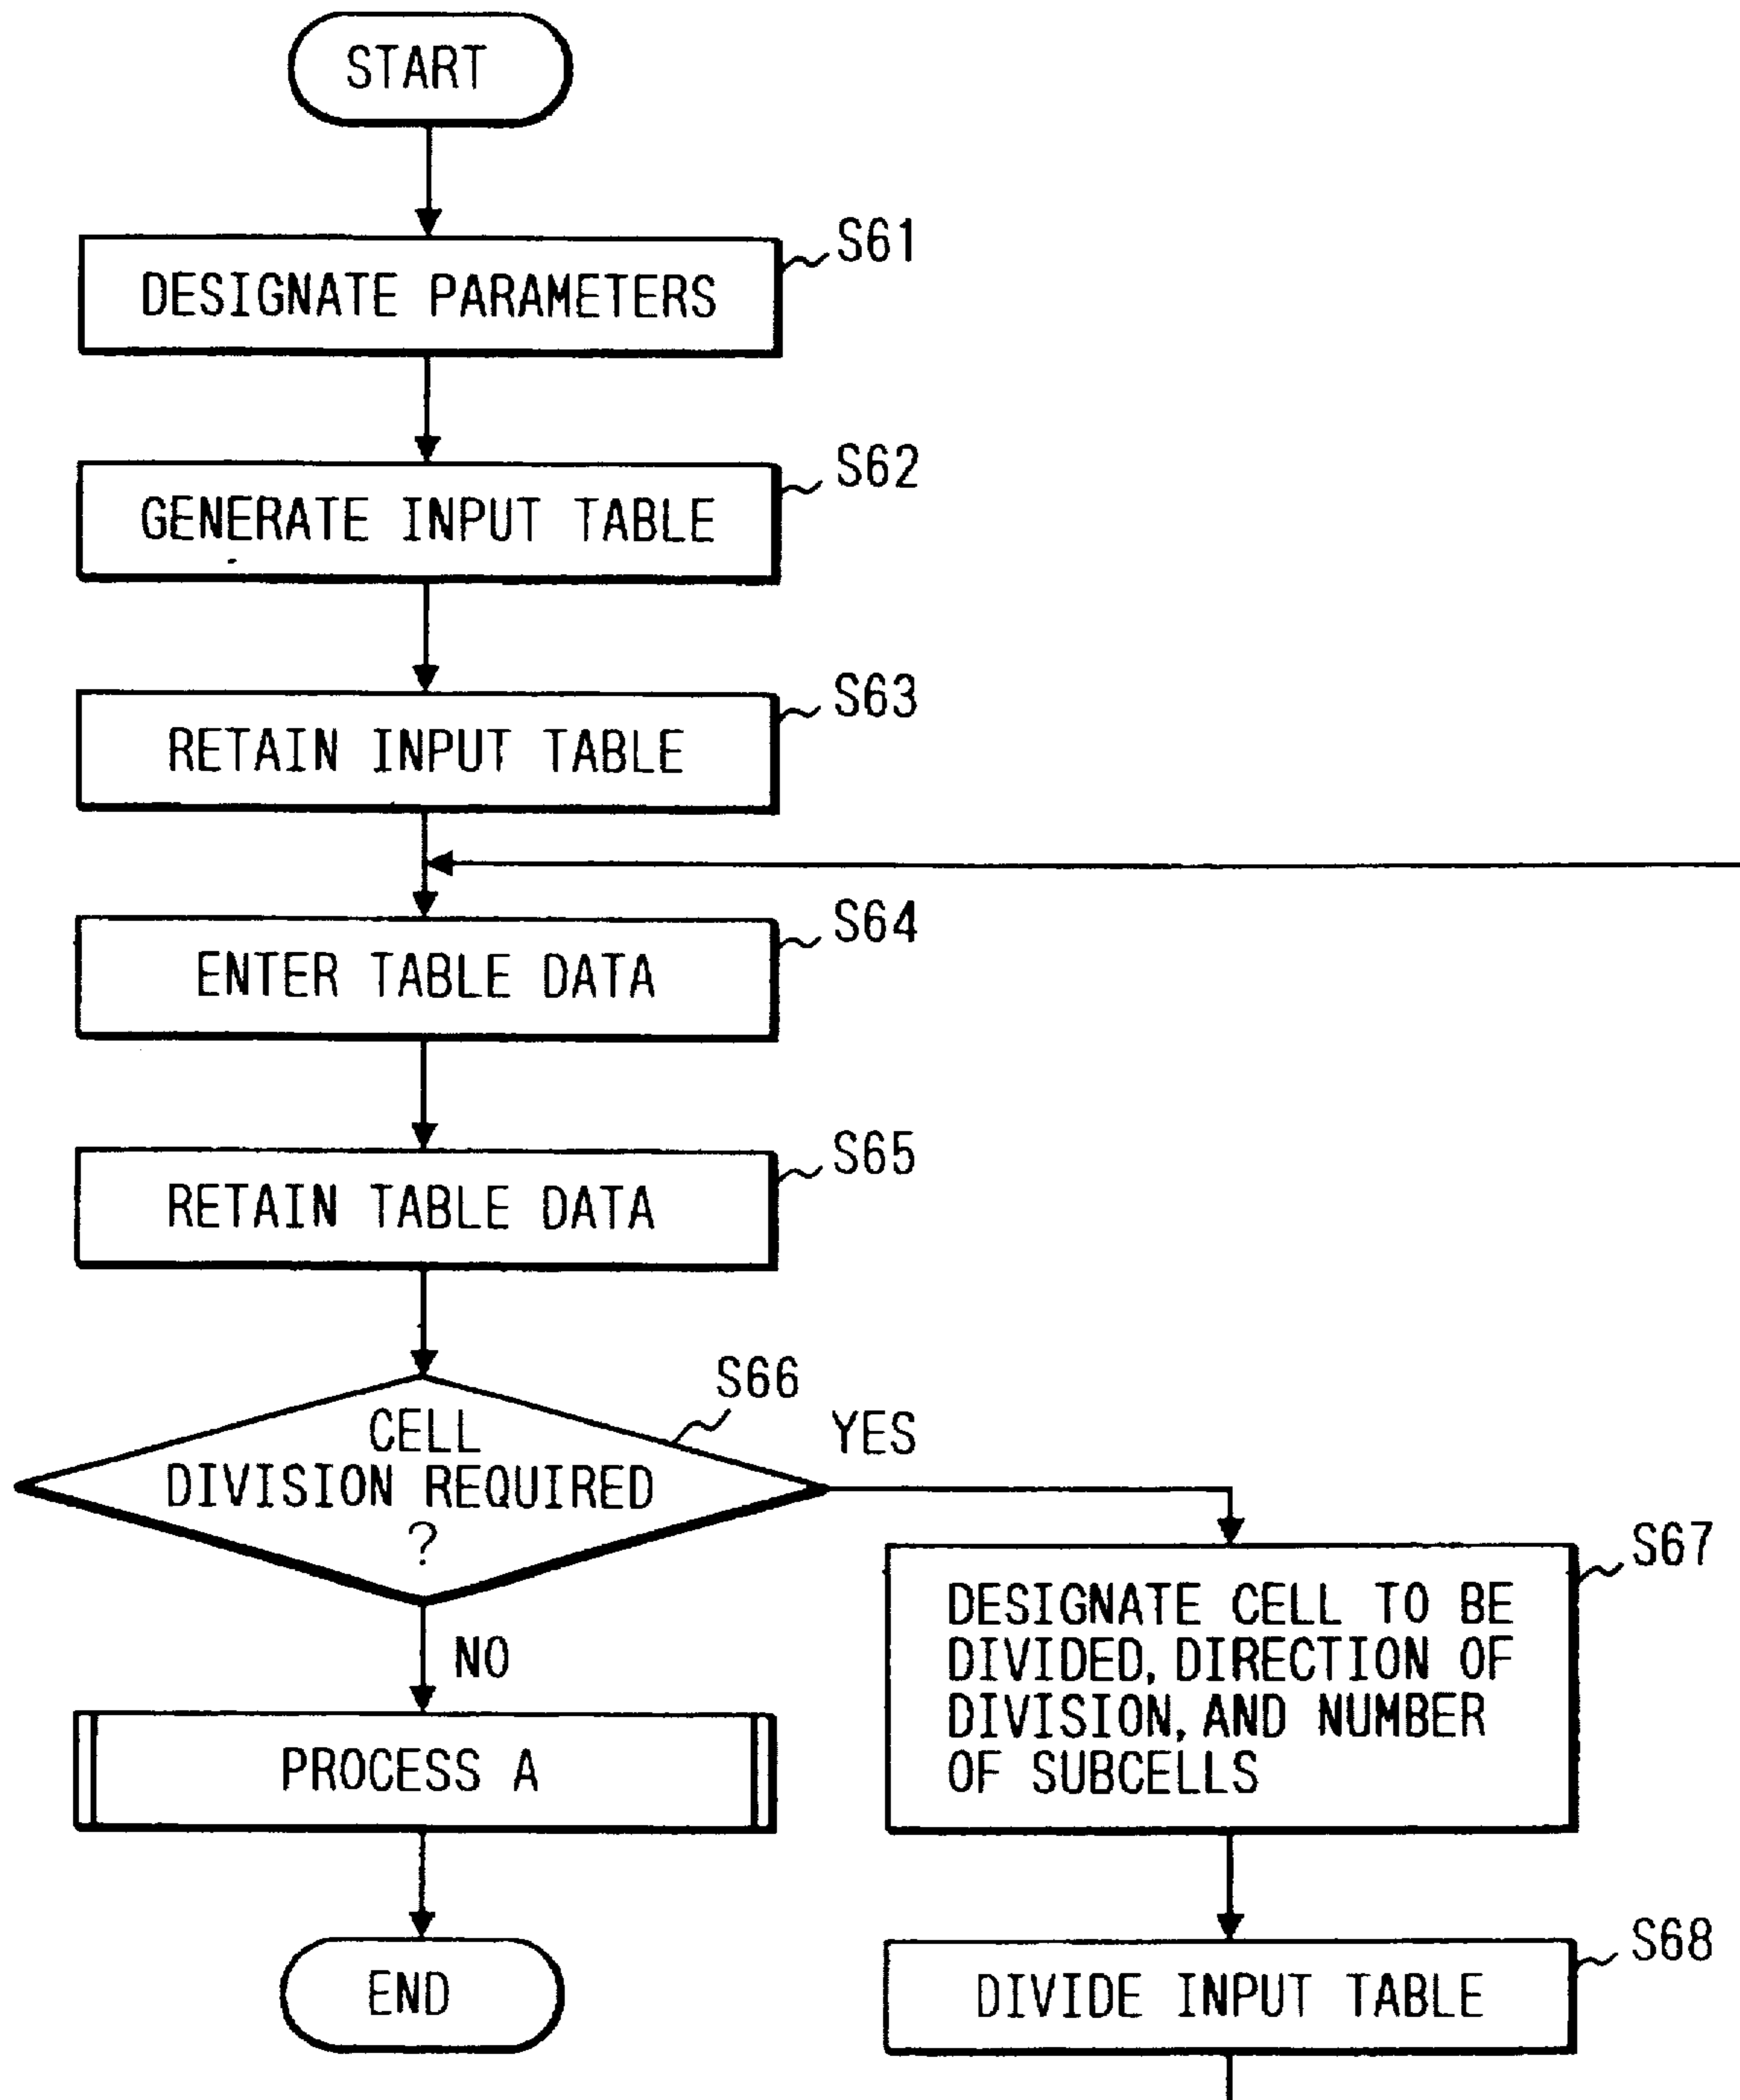 START
S61
DESIGNATE PARAMETERS
S62
GENERATE INPUT TABLE
S63
RETAIN INPUT TABLE
S64
ENTER TABLE DATA
S65
RETAIN TABLE DATA
S66
CELL
DIVISION REQUIRED
?
YES
NO
S67
DESIGNATE CELL TO BE
DIVIDED, DIRECTION OF
DIVISION, AND NUMBER
OF SUBCELLS
PROCESS A
S68
DIVIDE INPUT TABLE
END